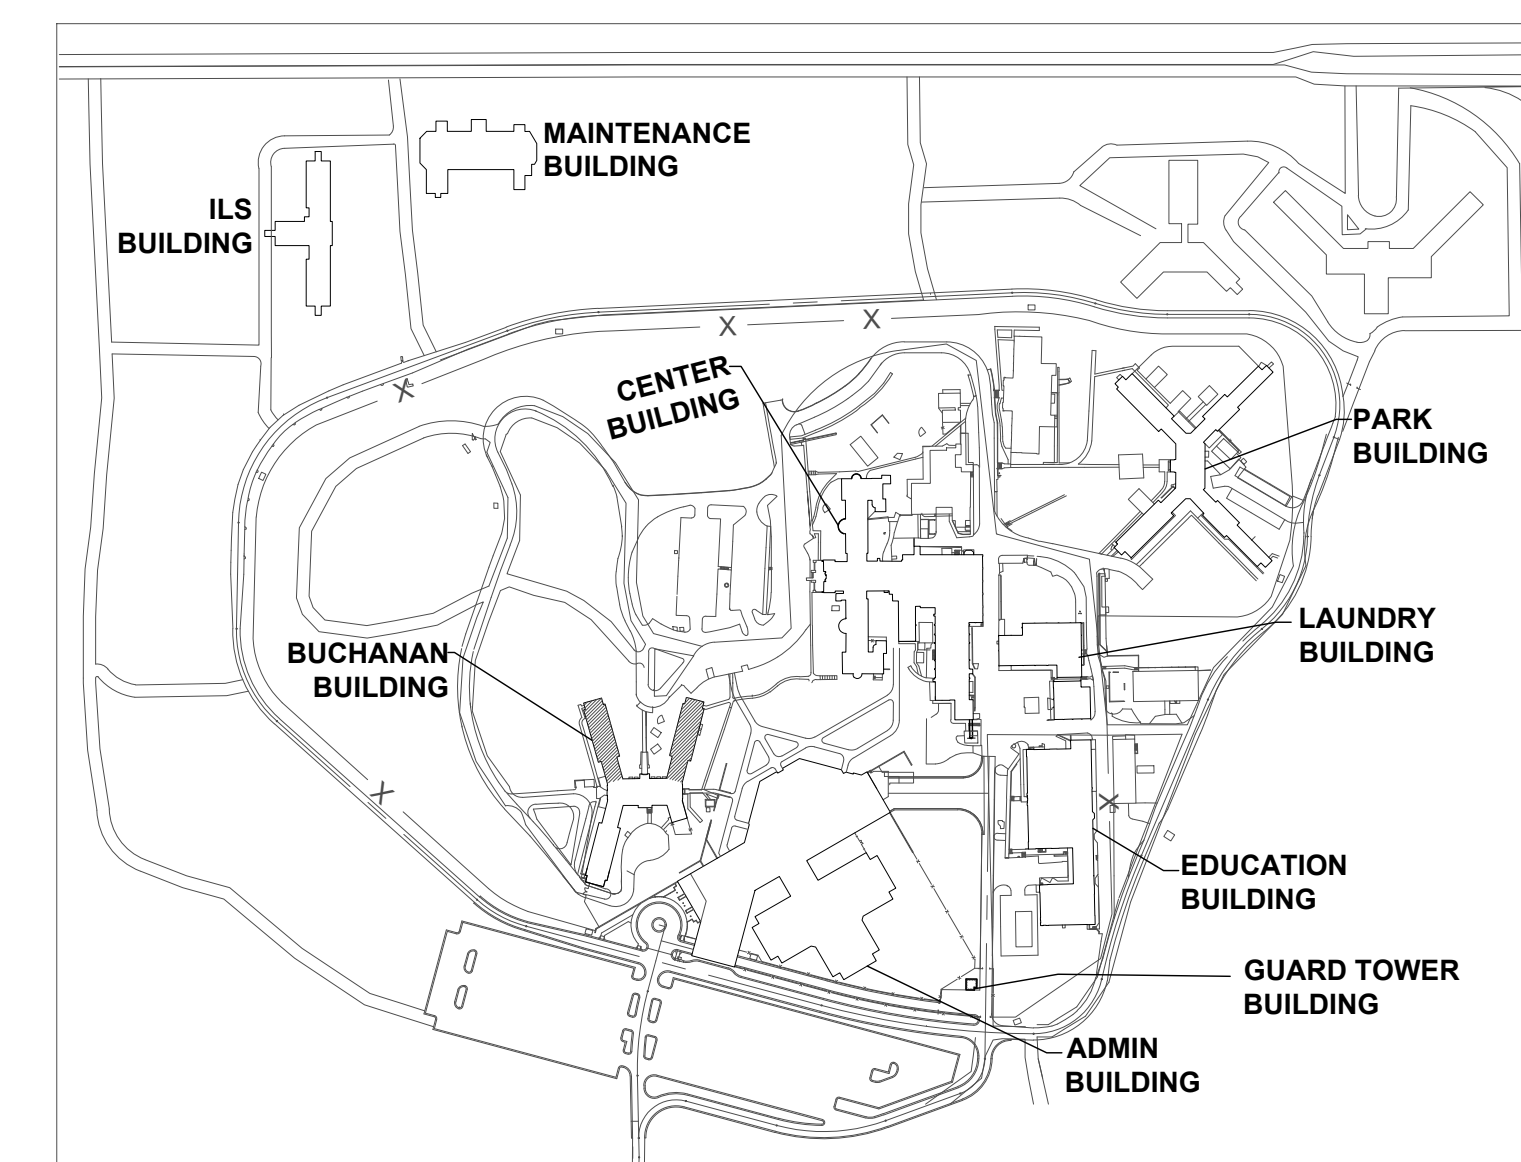 MAINTENANCE
BUILDING
ILS
BUILDING
X
X
X
CENTER
BUILDING
PARK
BUILDING
LAUNDRY
BUILDING
BUCHANAN
BUILDING
X
X
EDUCATION
BUILDING
GUARD TOWER
BUILDING
ADMIN
BUILDING